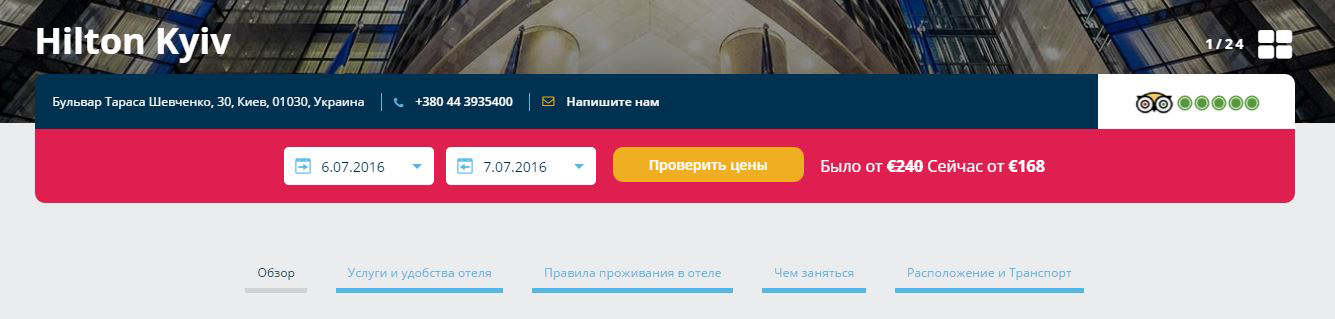 Hilton Kyiv
1 / 24
Бульвар Тараса Шевченко, 30, Киев, 01030, Украина
+380 44 3935400
Напишите нам
6.07.2016
7.07.2016
Проверить цены
Было от €240 Сейчас от €168
Обзор
Услуги и удобства отеля
Правила проживания в отеле
Чем заняться
Расположение и Транспорт